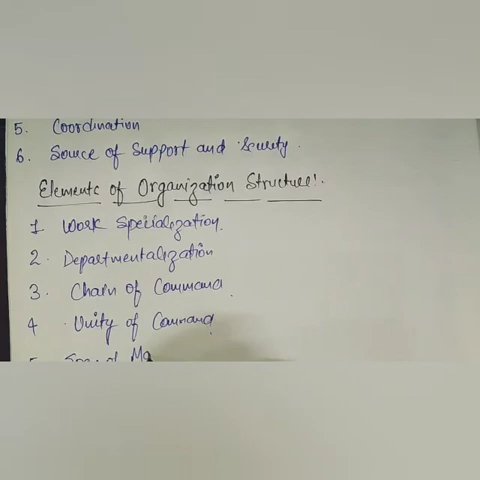 5. Coordination
6. Source of Support and Security.
Elements of Organization Structure:
1 Work Specialization.
2. Departmentalization
3. Chain of Command.
4 Unity of Command